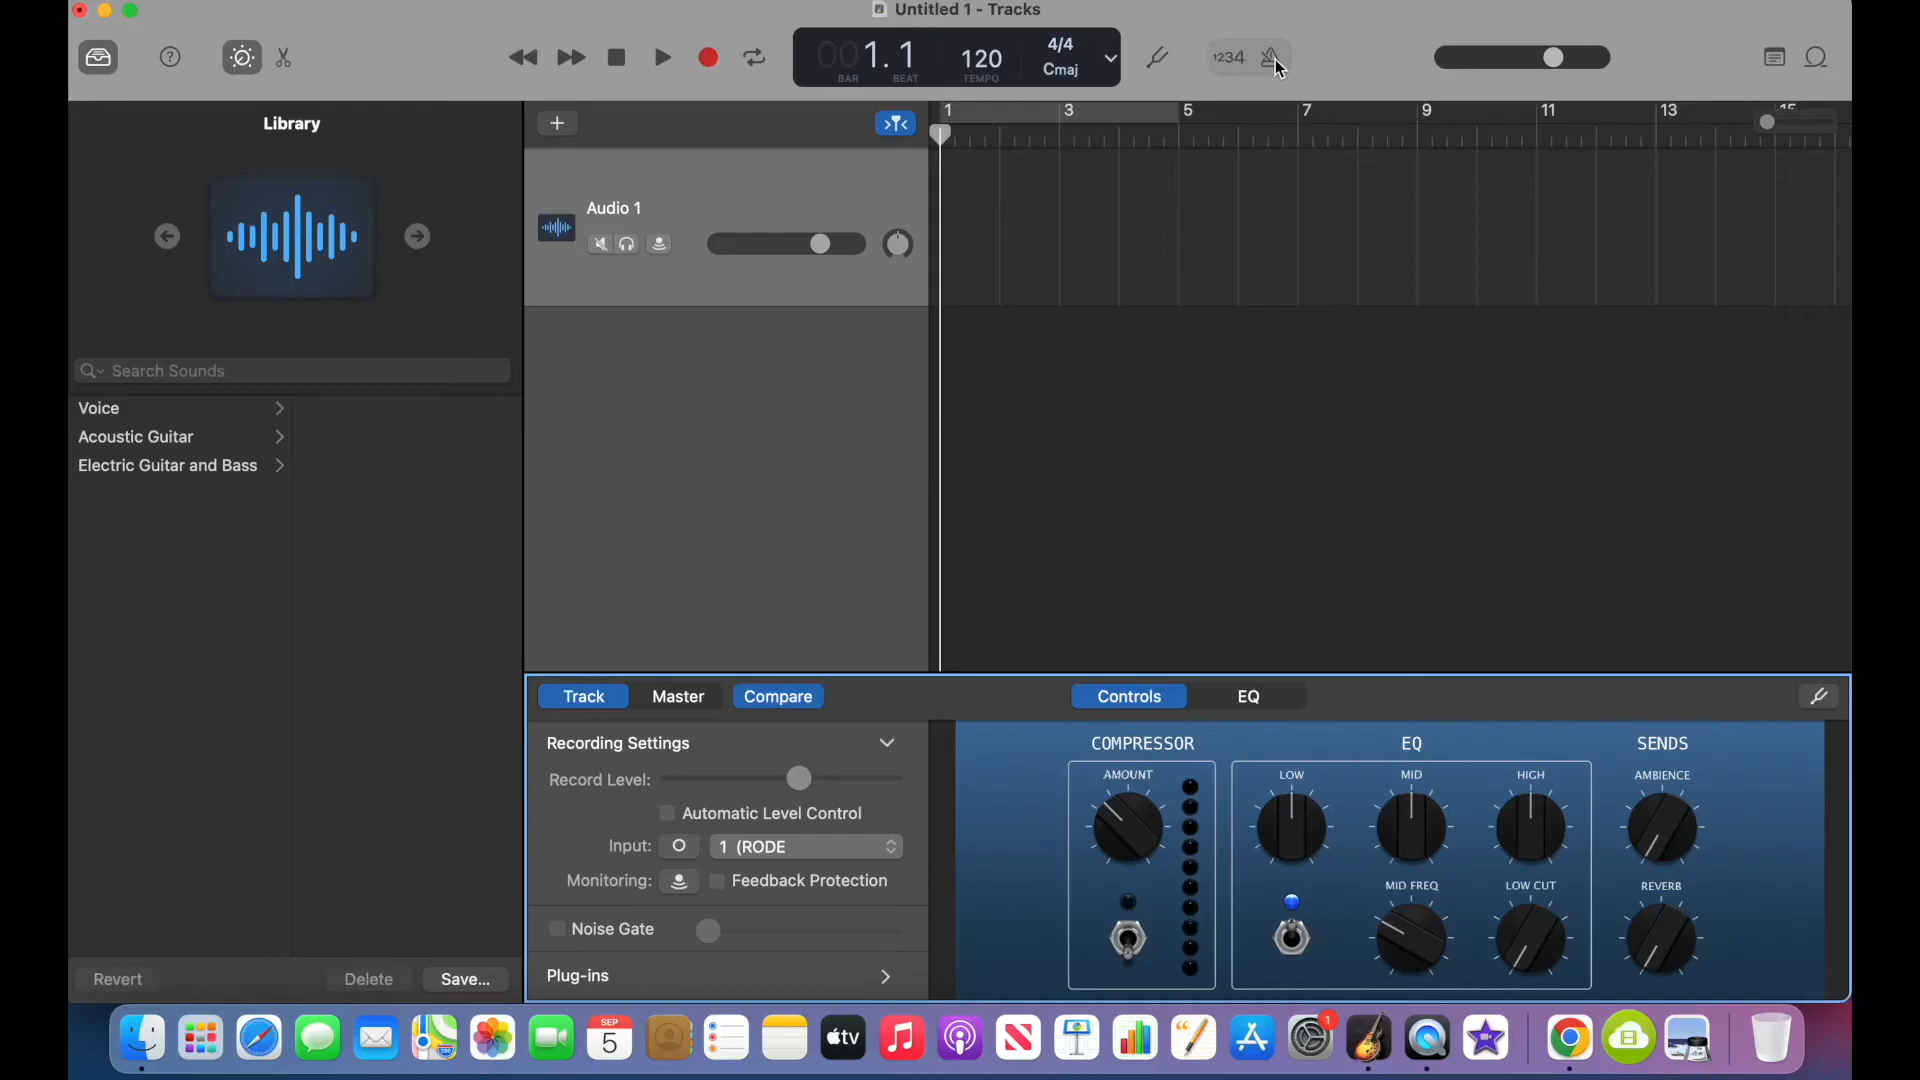 Untitled 1 - Tracks
001.1
BAR
BEAT
120
TEMPO
4/4
Cmaj
1234
Library
1
3
5
7
9
11
13
15
Audio 1
Search Sounds
Voice
Acoustic Guitar
Electric Guitar and Bass
Track
Master
Compare
Controls
EQ
Recording Settings
Record Level:
Automatic Level Control
Input:
1 (RODE
Monitoring:
Feedback Protection
Noise Gate
Plug-ins
COMPRESSOR
EQ
SENDS
AMOUNT
LOW
MID
HIGH
AMBIENCE
MID FREQ
LOW CUT
REVERB
Revert
Delete
Save...
SEP
5
tv
1